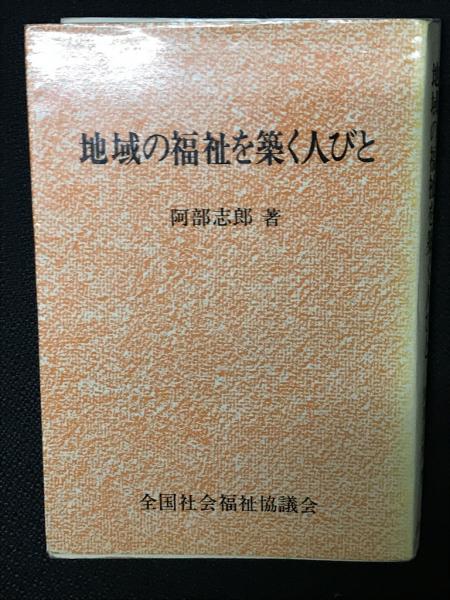 地域の福祉を築く人びと
阿部志郎 著
全国社会福祉協議会